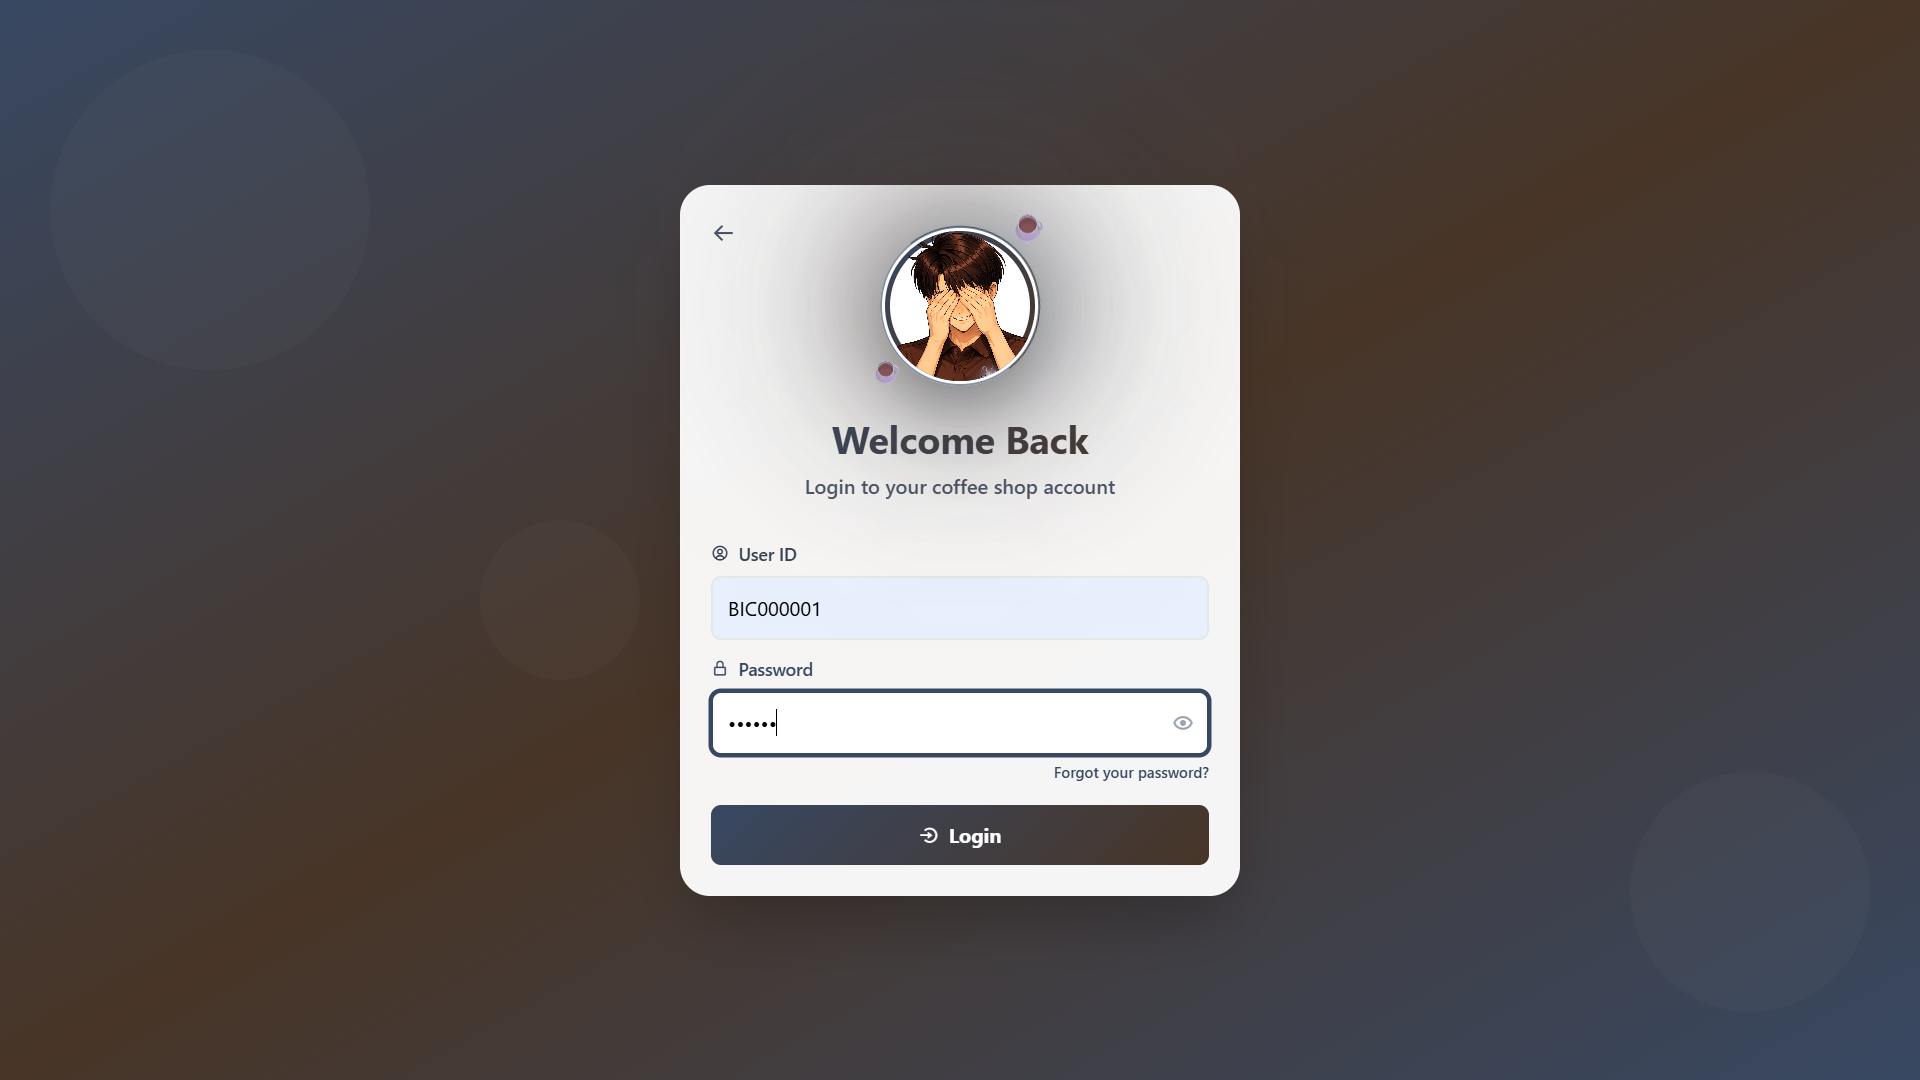 Welcome Back
Login to your coffee shop account
User ID
BIC000001
Password
••••••
Forgot your password?
Login